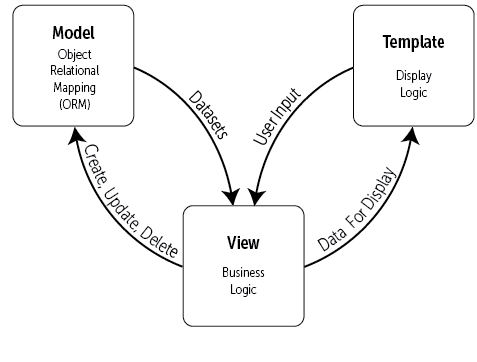 Model
Object
Relational
Mapping
(ORM)
Template
Display
Logic
Datasets
User Input
Create, Update, Delete
Data For Display
View
Business
Logic